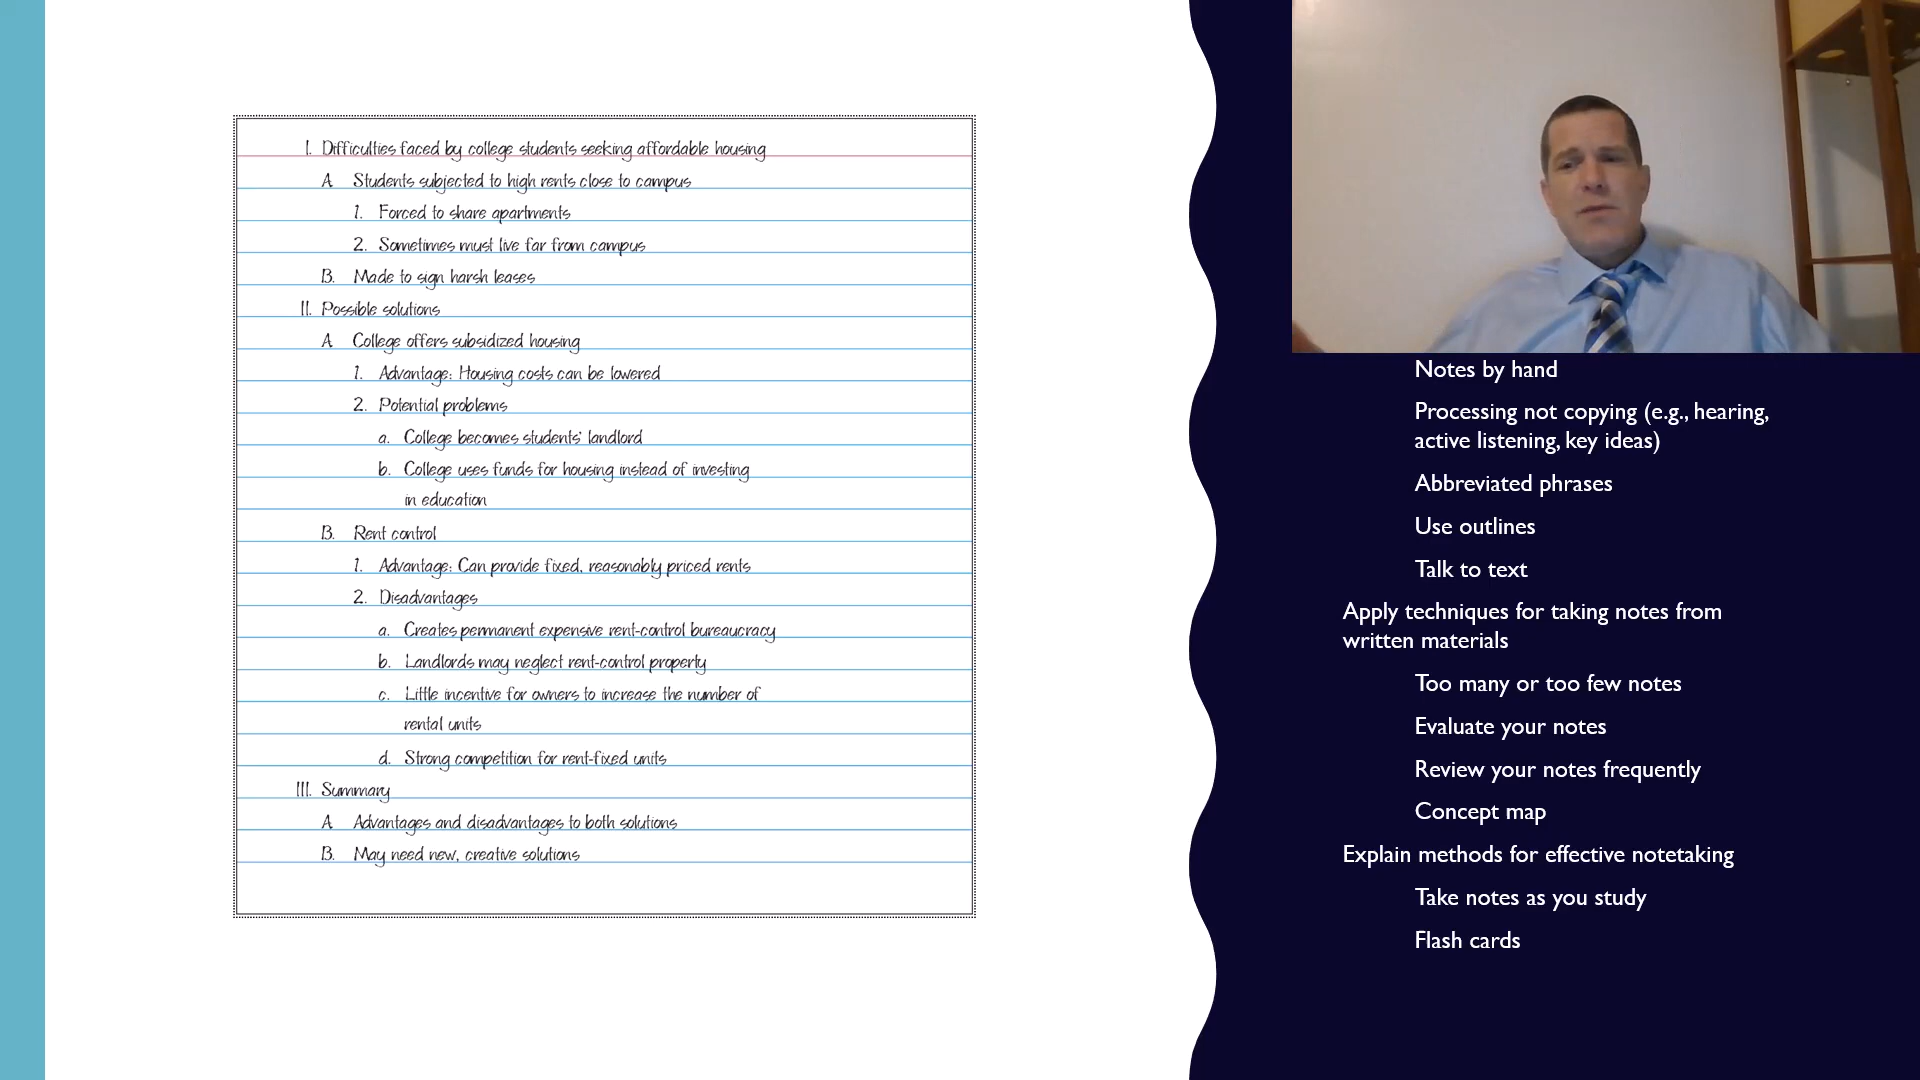 I. Difficulties faced by college students seeking affordable housing
A. Students subjected to high rents close to campus
1. Forced to share apartments
2. Sometimes must live far from campus
B. Made to sign harsh leases
II. Possible solutions
A. College offers subsidized housing
1. Advantage: Housing costs can be lowered
2. Potential problems
a. College becomes students' landlord
b. College uses funds for housing instead of investing
in education
B. Rent control
1. Advantage: Can provide fixed, reasonably priced rents
2. Disadvantages
a. Creates permanent expensive rent-control bureaucracy
b. Landlords may neglect rent-control property
c. Little incentive for owners to increase the number of
rental units
d. Strong competition for rent-fixed units
III. Summary
A. Advantages and disadvantages to both solutions
B. May need new, creative solutions
Notes by hand
Processing not copying (e.g., hearing,
active listening, key ideas)
Abbreviated phrases
Use outlines
Talk to text
Apply techniques for taking notes from
written materials
Too many or too few notes
Evaluate your notes
Review your notes frequently
Concept map
Explain methods for effective notetaking
Take notes as you study
Flash cards